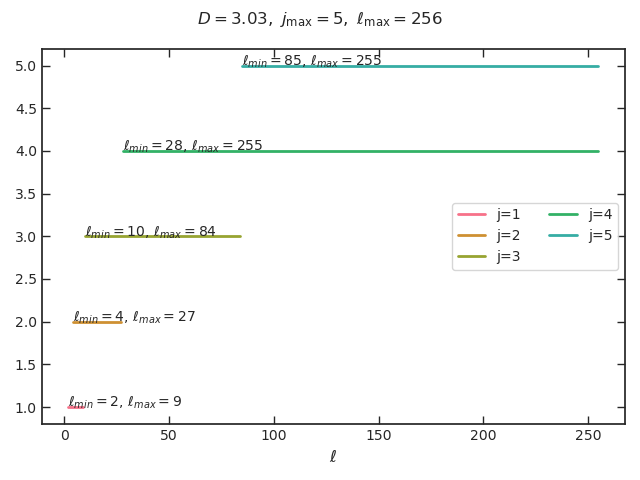 D = 3.03, j_max = 5, ℓ_max = 256
5.0
ℓ_min = 85, ℓ_max = 255
4.5
4.0
ℓ_min = 28, ℓ_max = 255
3.5
3.0
ℓ_min = 10, ℓ_max = 84
2.5
2.0
ℓ_min = 4, ℓ_max = 27
1.5
1.0
ℓ_min = 2, ℓ_max = 9
j=1
j=2
j=3
j=4
j=5
0 50 100 150 200 250
ℓ